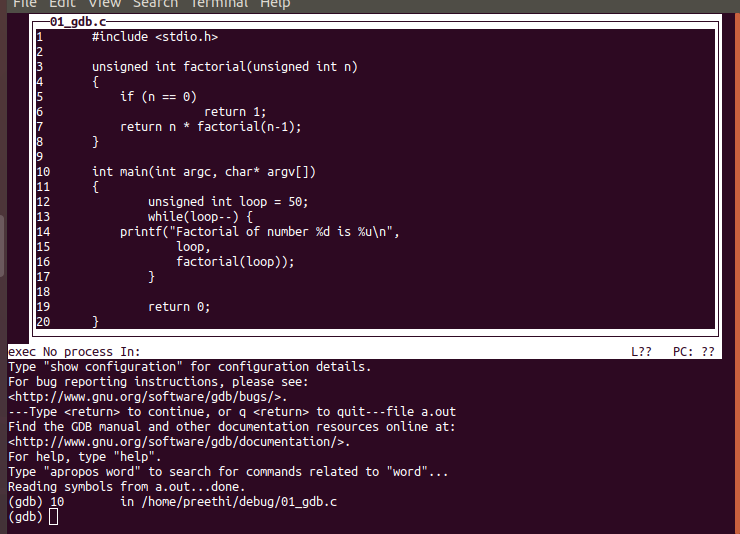 File Edit View Search Terminal Help
01_gdb.c
1 #include <stdio.h>
2
3 unsigned int factorial(unsigned int n)
4 {
5 if (n == 0)
6 return 1;
7 return n * factorial(n-1);
8 }
9
10 int main(int argc, char* argv[])
11 {
12 unsigned int loop = 50;
13 while(loop--) {
14 printf("Factorial of number %d is %u\n",
15 loop,
16 factorial(loop));
17 }
18
19 return 0;
20 }
exec No process In: L?? PC: ??
Type "show configuration" for configuration details.
For bug reporting instructions, please see:
<http://www.gnu.org/software/gdb/bugs/>.
---Type <return> to continue, or q <return> to quit---file a.out
Find the GDB manual and other documentation resources online at:
<http://www.gnu.org/software/gdb/documentation/>.
For help, type "help".
Type "apropos word" to search for commands related to "word"...
Reading symbols from a.out...done.
(gdb) 10 in /home/preethi/debug/01_gdb.c
(gdb)